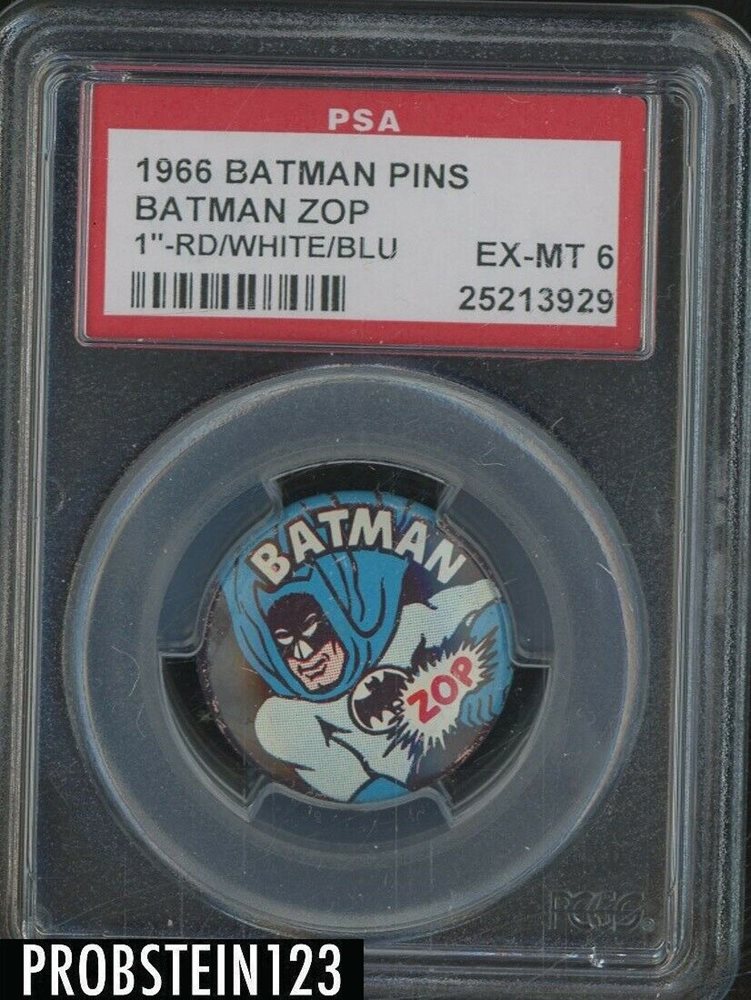 PSA
1966 BATMAN PINS
BATMAN ZOP
1"-RD/WHITE/BLU
EX-MT 6
25213929
BATMAN
ZOP
PROBSTEIN123